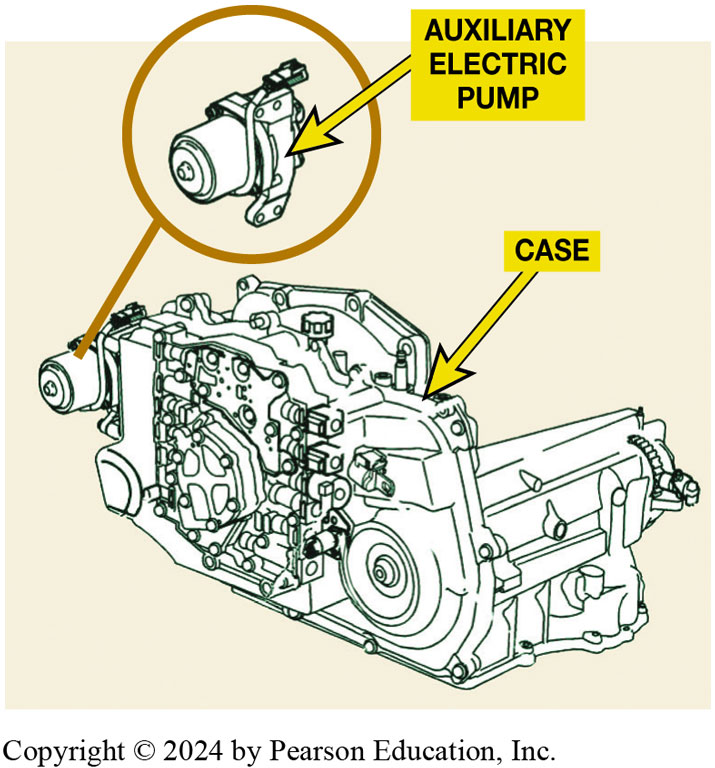 AUXILIARY
ELECTRIC
PUMP
CASE
Copyright © 2024 by Pearson Education, Inc.